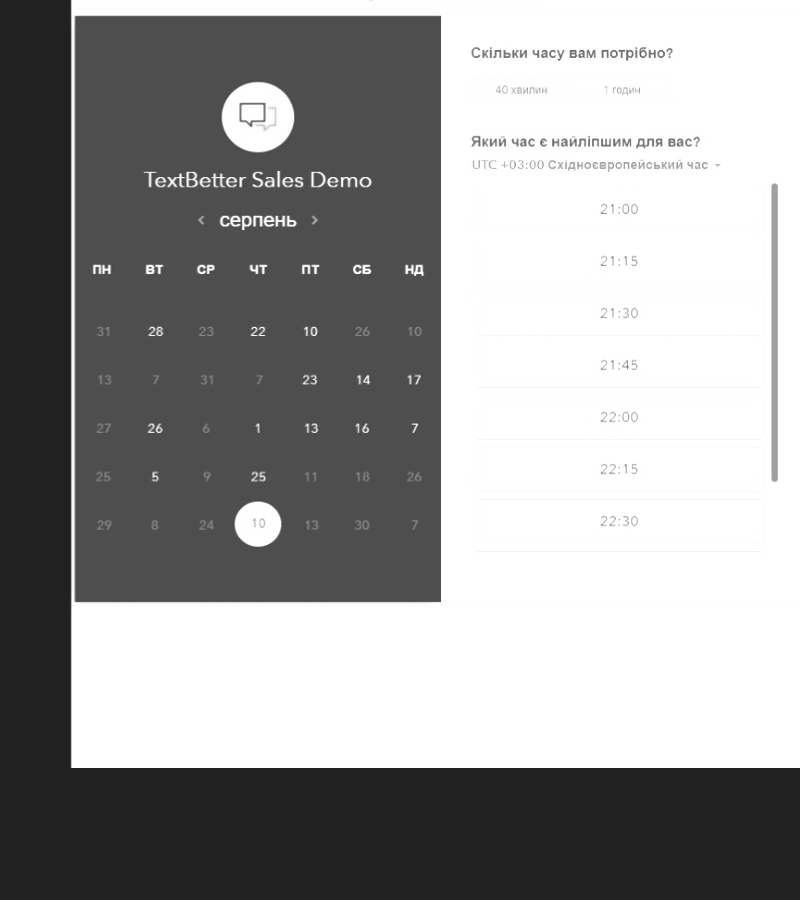 TextBetter Sales Demo
‹ серпень ›
ПН ВТ СР ЧТ ПТ СБ НД
31 28 23 22 10 26 10
13 7 31 7 23 14 17
27 26 6 1 13 16 7
25 5 9 25 11 18 26
29 8 24 10 13 30 7
Скільки часу вам потрібно?
40 хвилин 1 годин
Який час є найліпшим для вас?
UTC +03:00 Східноєвропейський час
21:00
21:15
21:30
21:45
22:00
22:15
22:30